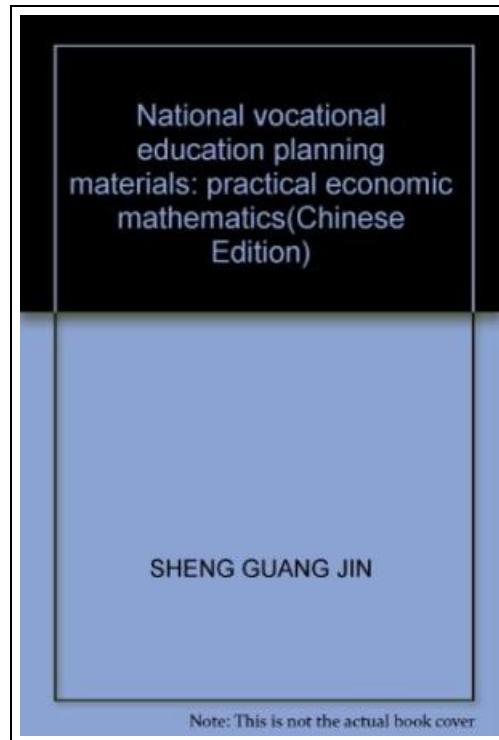 National vocational
education planning
materials: practical economic
mathematics(Chinese
Edition)
SHENG GUANG JIN
Note: This is not the actual book cover